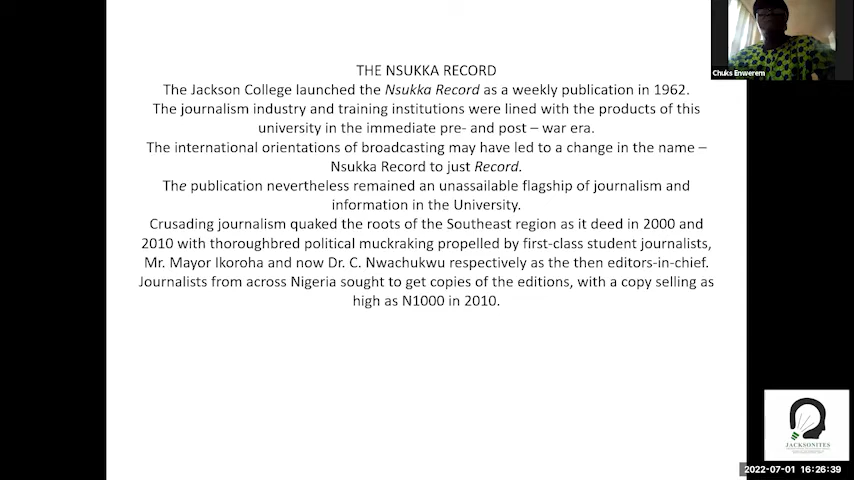 THE NSUKKA RECORD
The Jackson College launched the Nsukka Record as a weekly publication in 1962.
The journalism industry and training institutions were lined with the products of this
university in the immediate pre- and post – war era.
The international orientations of broadcasting may have led to a change in the name –
Nsukka Record to just Record.
The publication nevertheless remained an unassailable flagship of journalism and
information in the University.
Crusading journalism quaked the roots of the Southeast region as it deed in 2000 and
2010 with thoroughbred political muckraking propelled by first-class student journalists,
Mr. Mayor Ikoroha and now Dr. C. Nwachukwu respectively as the then editors-in-chief.
Journalists from across Nigeria sought to get copies of the editions, with a copy selling as
high as N1000 in 2010.
Chuks Enwerem
JACKSONITES
2022-07-01 16:26:39